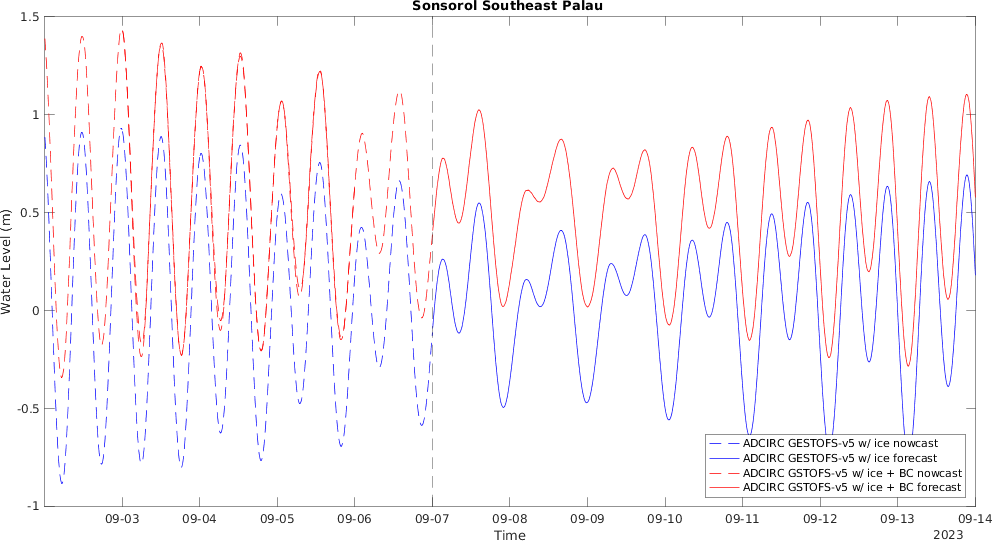 Sonsorol Southeast Palau
1.5
1
0.5
0
-0.5
-1
Water Level (m)
09-03 09-04 09-05 09-06 09-07 09-08 09-09 09-10 09-11 09-12 09-13 09-14
Time
2023
ADCIRC GESTOFS-v5 w/ ice nowcast
ADCIRC GESTOFS-v5 w/ ice forecast
ADCIRC GSTOFS-v5 w/ ice + BC nowcast
ADCIRC GSTOFS-v5 w/ ice + BC forecast